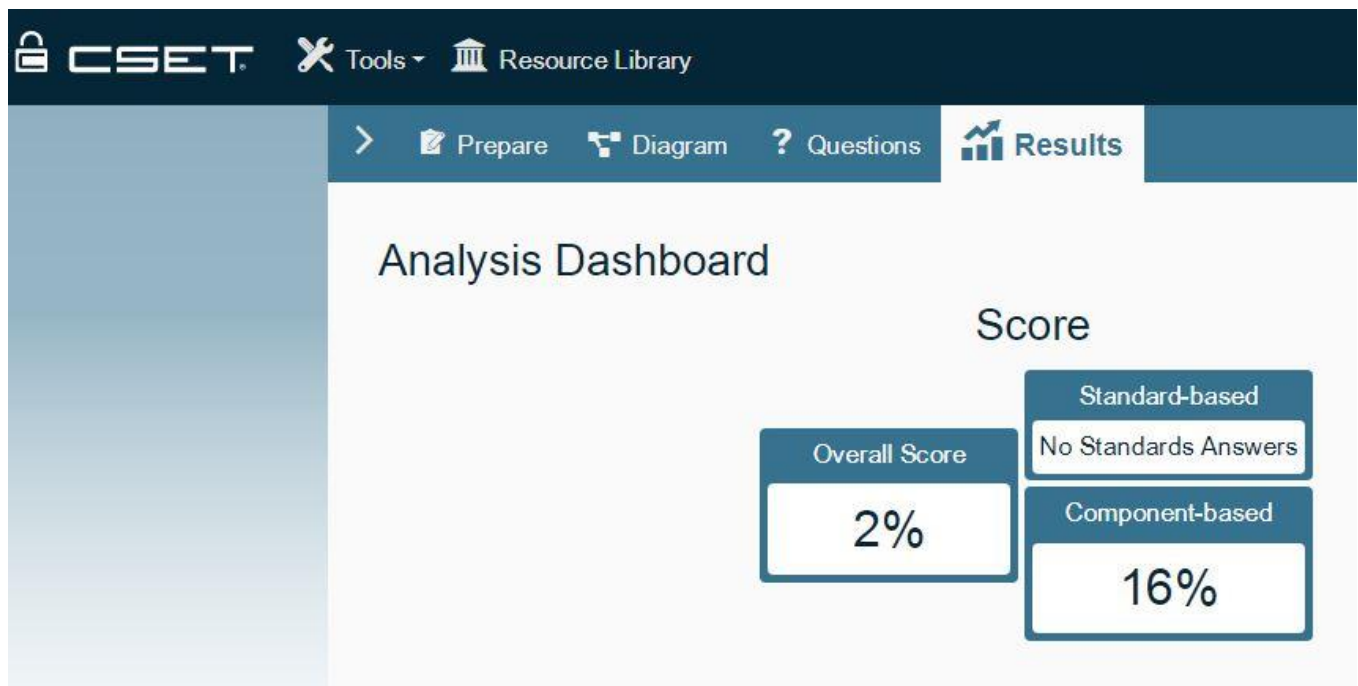 CSET® Tools Resource Library
Prepare Diagram ? Questions Results
Analysis Dashboard
Score
Overall Score
2%
Standard-based
No Standards Answers
Component-based
16%